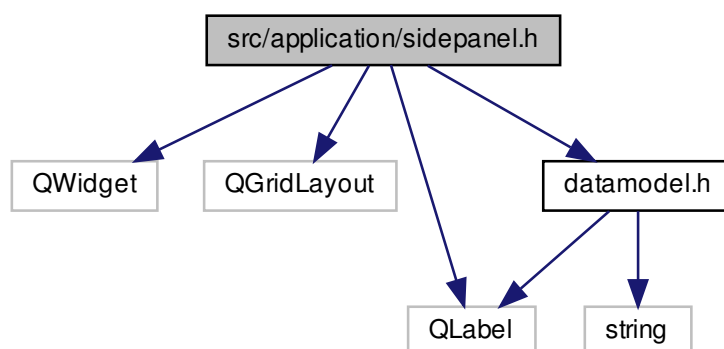 src/application/sidepanel.h
QWidget
QGridLayout
datamodel.h
QLabel
string